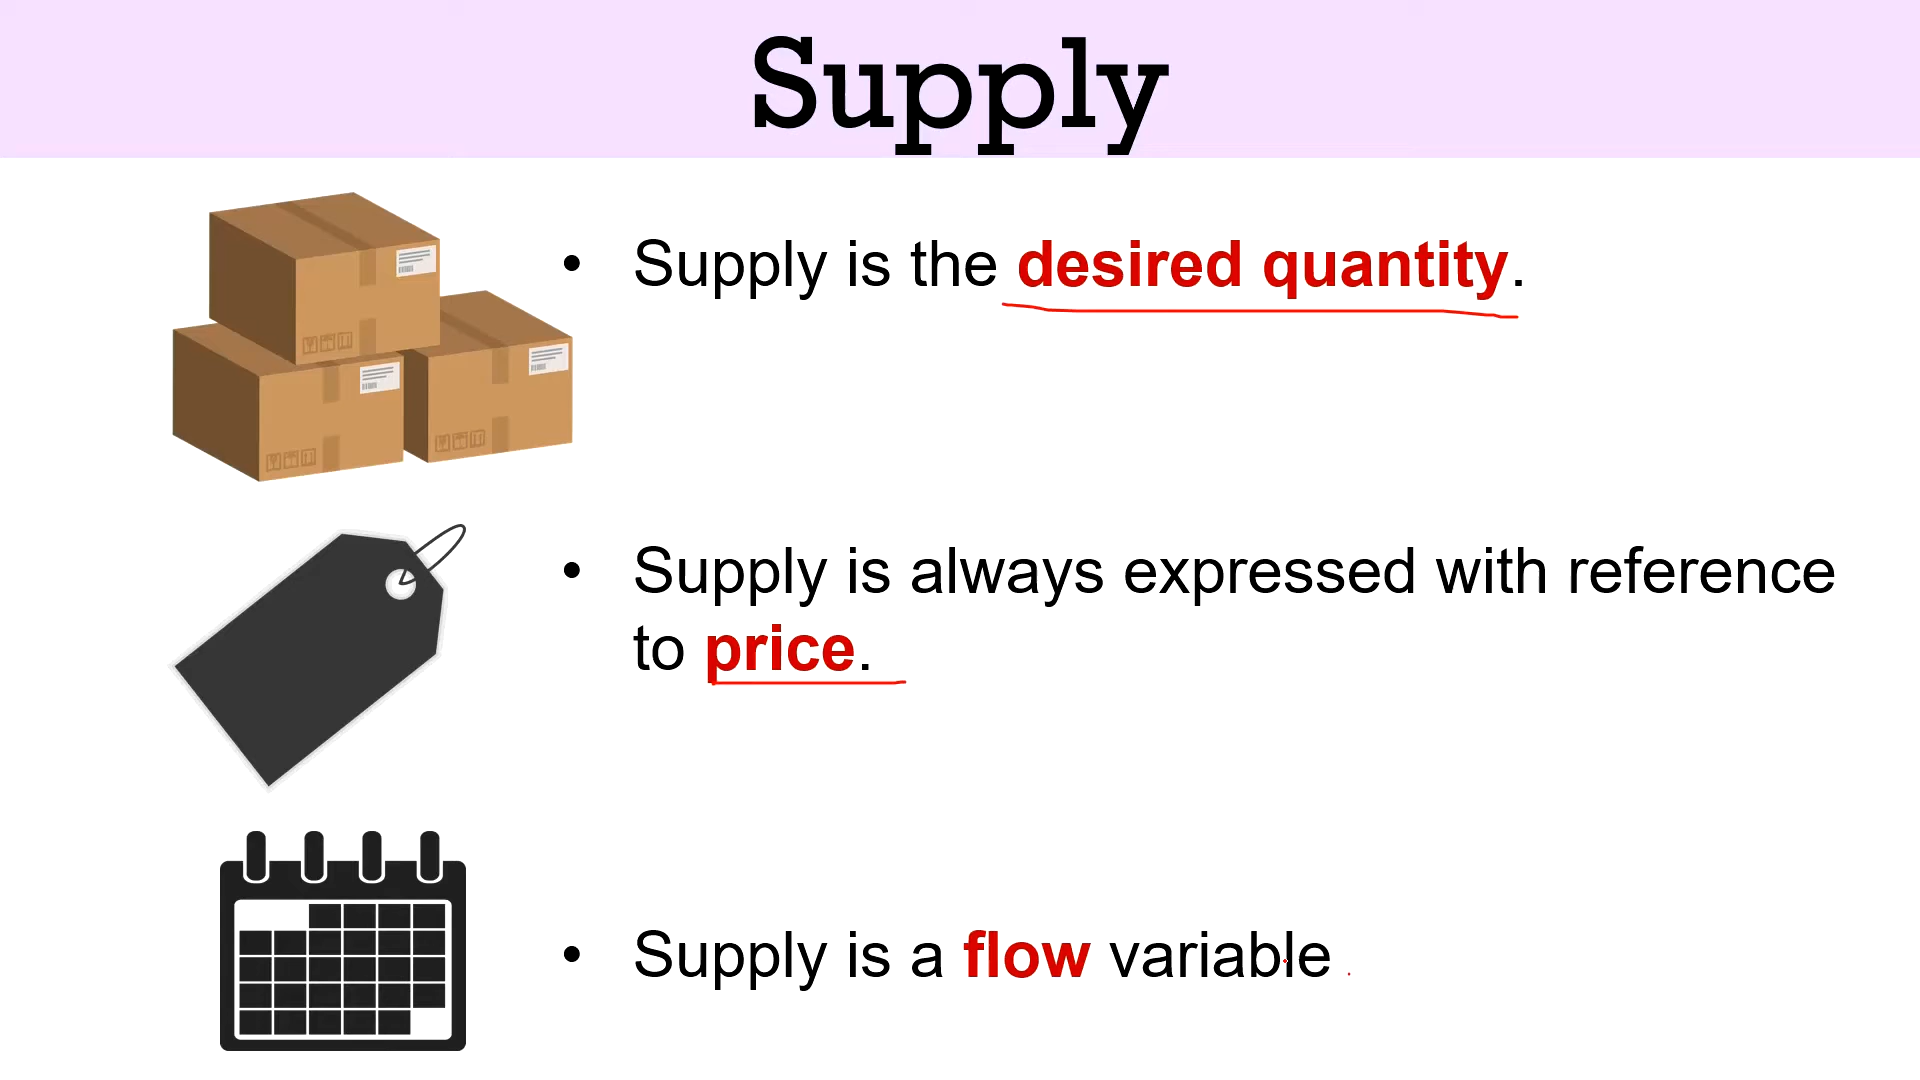 Supply
• Supply is the desired quantity.
• Supply is always expressed with reference
to price.
• Supply is a flow variable